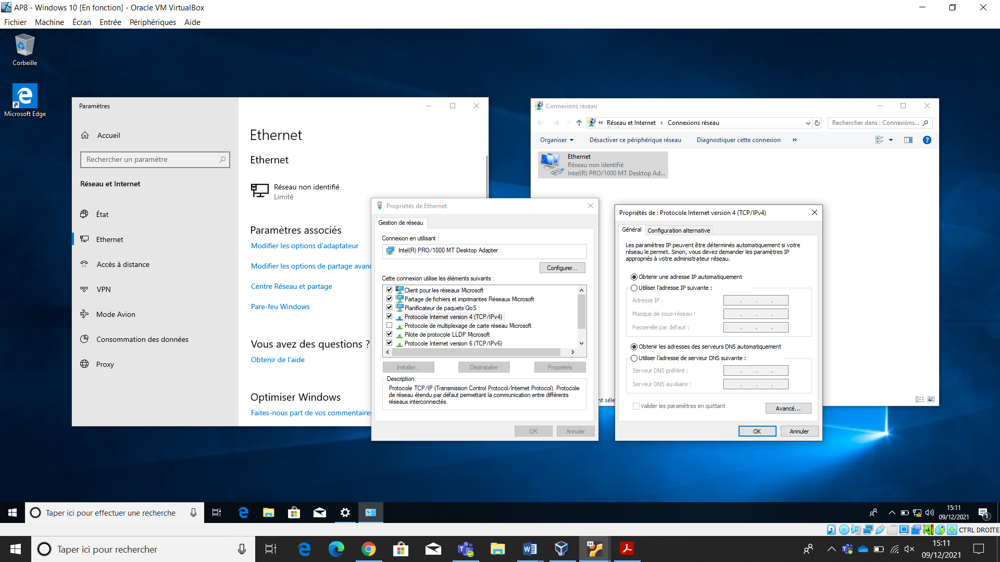 AP8 - Windows 10 [En fonction] - Oracle VM VirtualBox
Fichier Machine Écran Entrée Périphériques Aide
Corbeille
Microsoft Edge
Paramètres
Accueil
Rechercher un paramètre
Réseau et Internet
État
Ethernet
Accès à distance
VPN
Mode Avion
Consommation des données
Proxy
Ethernet
Ethernet
Réseau non identifié
Limité
Paramètres associés
Modifier les options d'adaptateur
Modifier les options de partage avanc
Centre Réseau et partage
Pare-feu Windows
Vous avez des questions ?
Obtenir de l'aide
Optimiser Windows
Faites-nous part de vos commentaires
Connexions réseau
« Réseau et Internet › Connexions réseau
Rechercher dans : Connexions...
Organiser Désactiver ce périphérique réseau Diagnostiquer cette connexion »
Ethernet
Réseau non identifié
Intel(R) PRO/1000 MT Desktop Ad...
nt séle
Propriétés de Ethernet
Gestion de réseau
Connexion en utilisant :
Intel(R) PRO/1000 MT Desktop Adapter
Configurer...
Cette connexion utilise les éléments suivants :
Client pour les réseaux Microsoft
Partage de fichiers et imprimantes Réseaux Microsoft
Planificateur de paquets QoS
Protocole Internet version 4 (TCP/IPv4)
Protocole de multiplexage de carte réseau Microsoft
Pilote de protocole LLDP Microsoft
Protocole Internet version 6 (TCP/IPv6)
Installer... Désinstaller Propriétés
Description
Protocole TCP/IP (Transmission Control Protocol/Internet Protocol). Protocole
de réseau étendu par défaut permettant la communication entre différents
réseaux interconnectés.
OK Annuler
Propriétés de : Protocole Internet version 4 (TCP/IPv4)
Général Configuration alternative
Les paramètres IP peuvent être déterminés automatiquement si votre
réseau le permet. Sinon, vous devez demander les paramètres IP
appropriés à votre administrateur réseau.
Obtenir une adresse IP automatiquement
Utiliser l'adresse IP suivante :
Adresse IP :
Masque de sous-réseau :
Passerelle par défaut :
Obtenir les adresses des serveurs DNS automatiquement
Utiliser l'adresse de serveur DNS suivante :
Serveur DNS préféré :
Serveur DNS auxiliaire :
Valider les paramètres en quittant
Avancé...
OK Annuler
Taper ici pour effectuer une recherche
15:11
09/12/2021
1
CTRL DROITE
Taper ici pour rechercher
64
15:11
09/12/2021